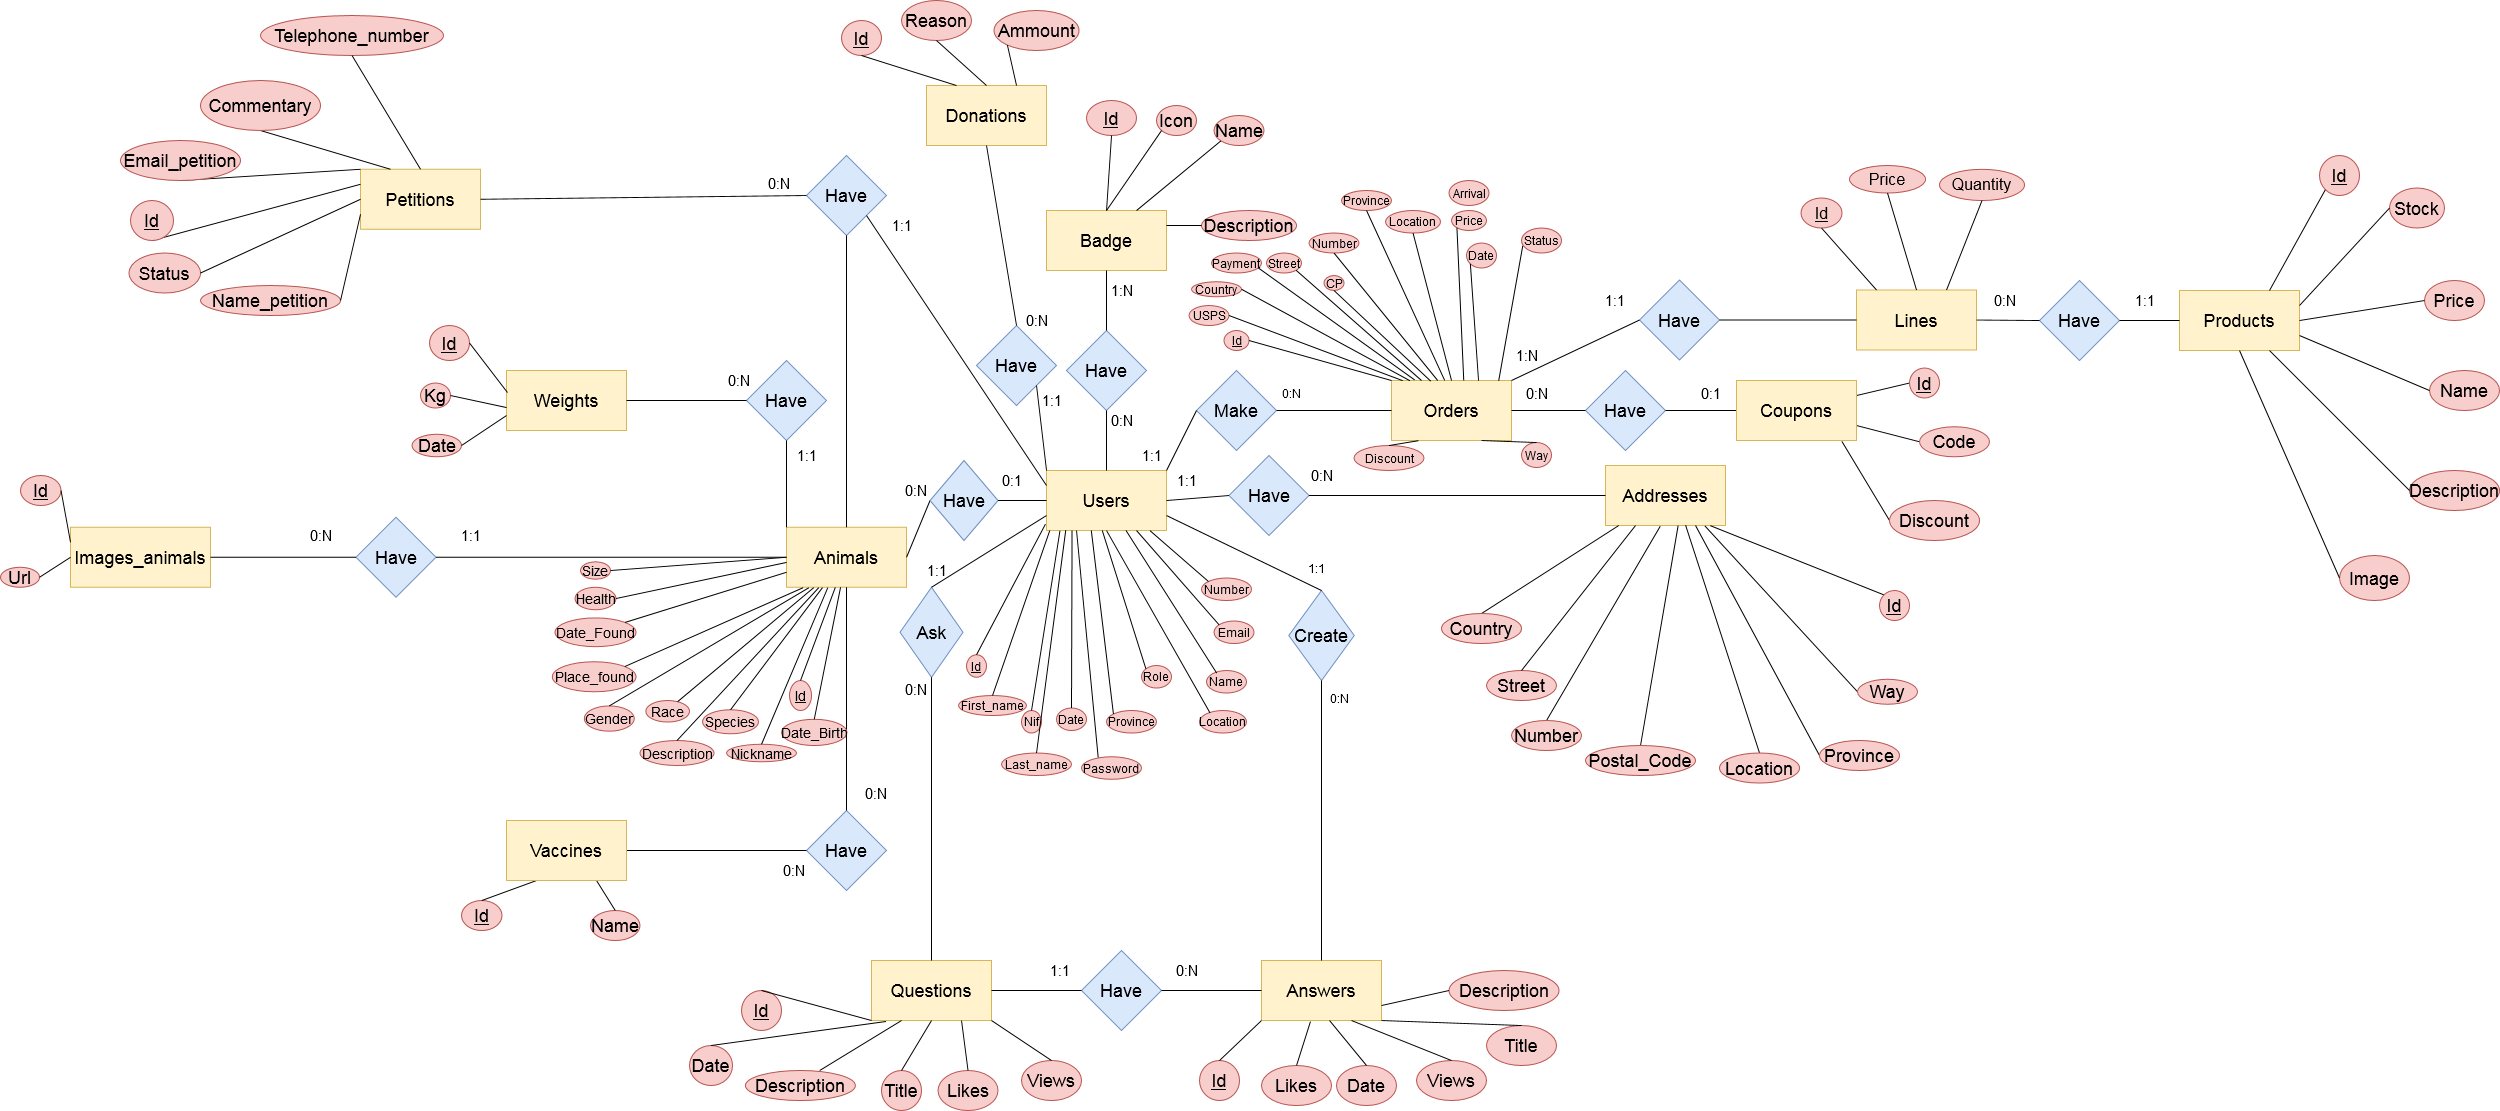 Telephone_number
Commentary
Email_petition
Id
Status
Name_petition
Petitions
0:N
Have
1:1
Id
Reason
Ammount
Donations
0:N
Have
1:1
Id
Icon
Name
Description
Badge
1:N
Have
0:N
Province
Arrival
Location
Price
Number
Date
Status
Payment
Street
CP
Country
USPS
Id
Orders
Discount
Way
1:N
1:1
Have
Id
Price
Quantity
Lines
0:N
Have
1:1
Products
Id
Stock
Price
Name
Description
Image
0:N
Have
0:1
Coupons
Id
Code
Discount
Make
0:N
1:1
Id
Kg
Date
Weights
0:N
Have
1:1
Id
Url
Images_animals
0:N
Have
1:1
Animals
0:N
Have
0:1
Users
1:1
Have
0:N
Addresses
Country
Street
Number
Postal_Code
Location
Province
Way
Id
Size
Health
Date_Found
Place_found
Gender
Race
Description
Species
Nickname
Id
Date_Birth
1:1
Ask
0:N
Id
First_name
Nif
Last_name
Date
Password
Province
Role
Location
Name
Email
Number
1:1
Create
0:N
0:N
Have
0:N
Vaccines
Id
Name
Questions
1:1
Have
0:N
Answers
Id
Date
Description
Title
Likes
Views
Description
Title
Id
Likes
Date
Views